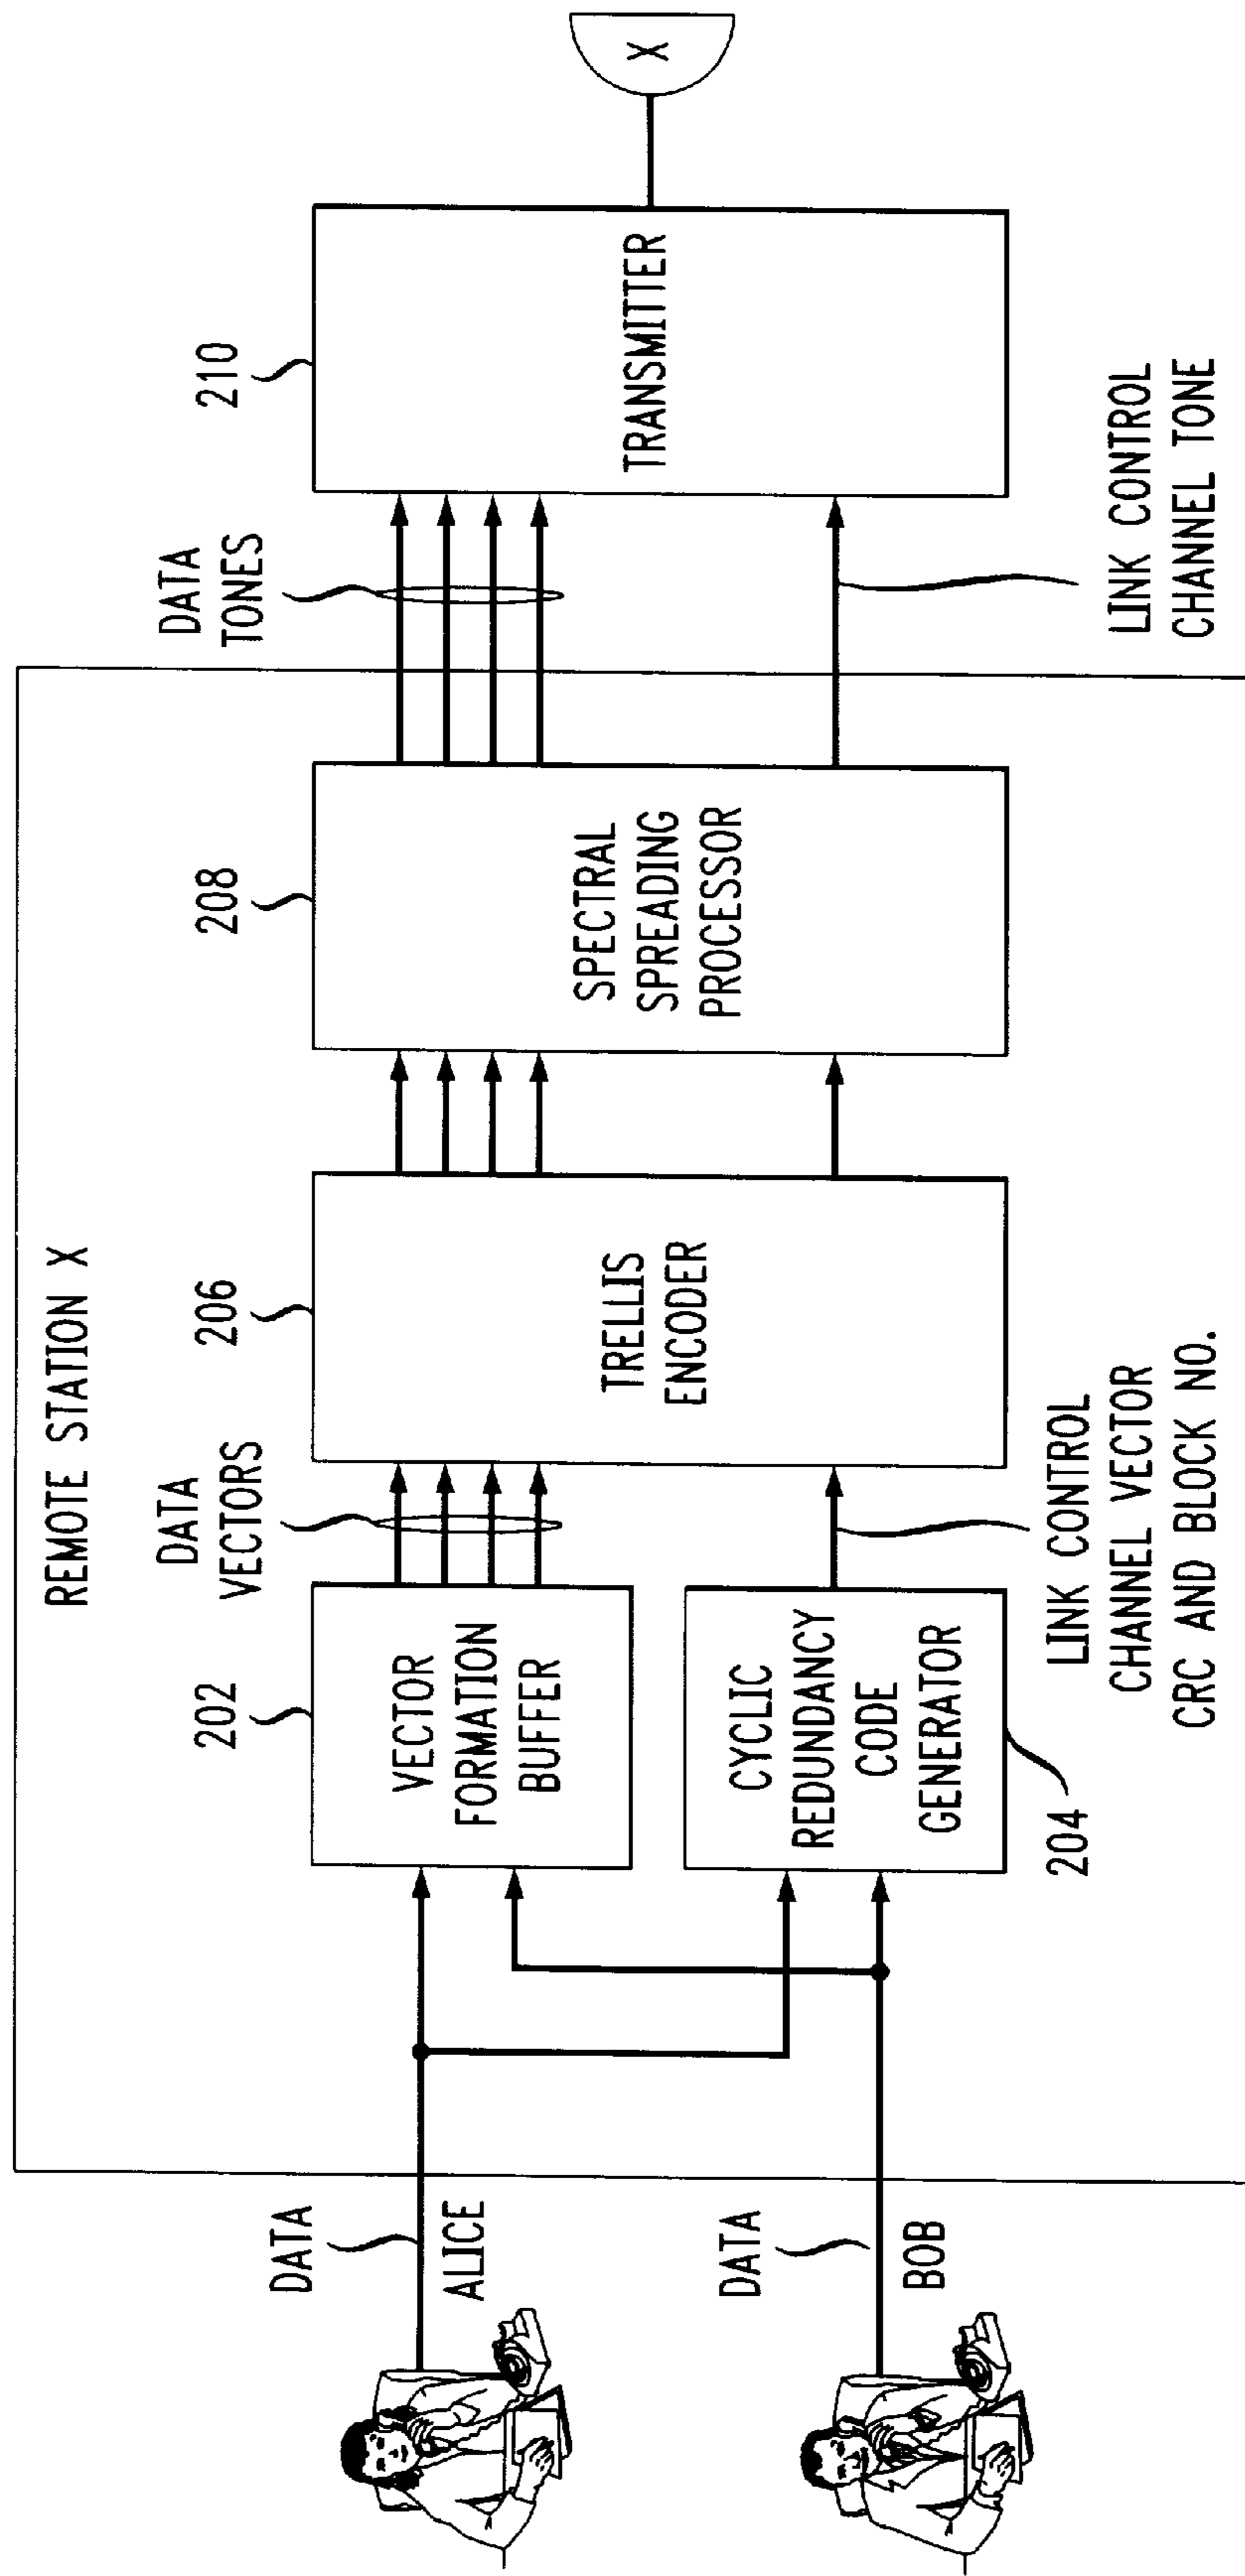 REMOTE STATION X
DATA
ALICE
DATA
BOB
202
VECTOR
FORMATION
BUFFER
CYCLIC
REDUNDANCY
CODE
GENERATOR
204
DATA
VECTORS
LINK CONTROL
CHANNEL VECTOR
CRC AND BLOCK NO.
206
TRELLIS
ENCODER
208
SPECTRAL
SPREADING
PROCESSOR
DATA
TONES
LINK CONTROL
CHANNEL TONE
210
TRANSMITTER
X